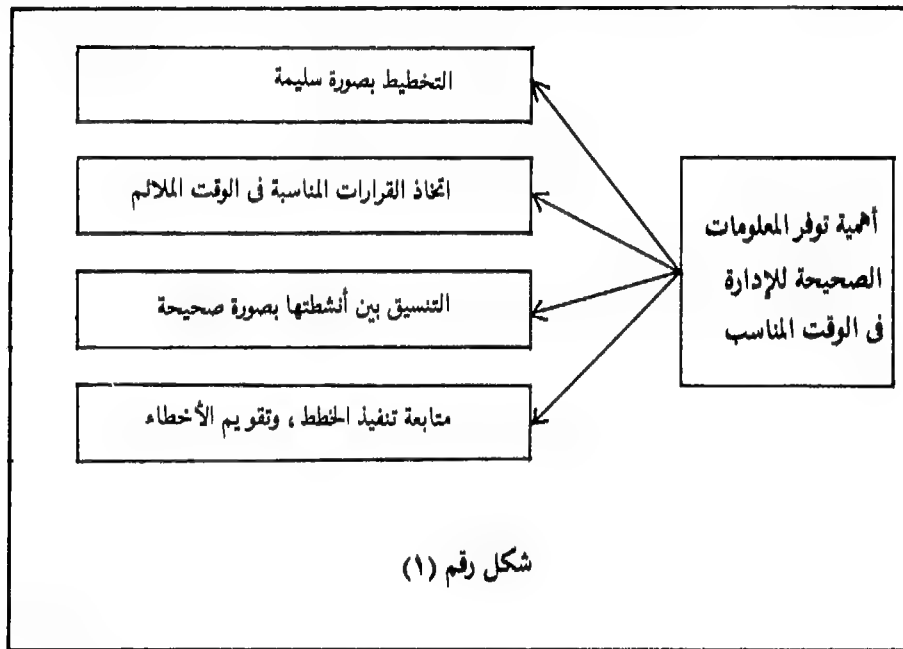 أهمية توفر المعلومات
الصحيحة للإدارة
فى الوقت المناسب
التخطيط بصورة سليمة
اتخاذ القرارات المناسبة فى الوقت الملائم
التنسيق بين أنشطتها بصورة صحيحة
متابعة تنفيذ الخطط ، وتقويم الأخطاء
شكل رقم (١)